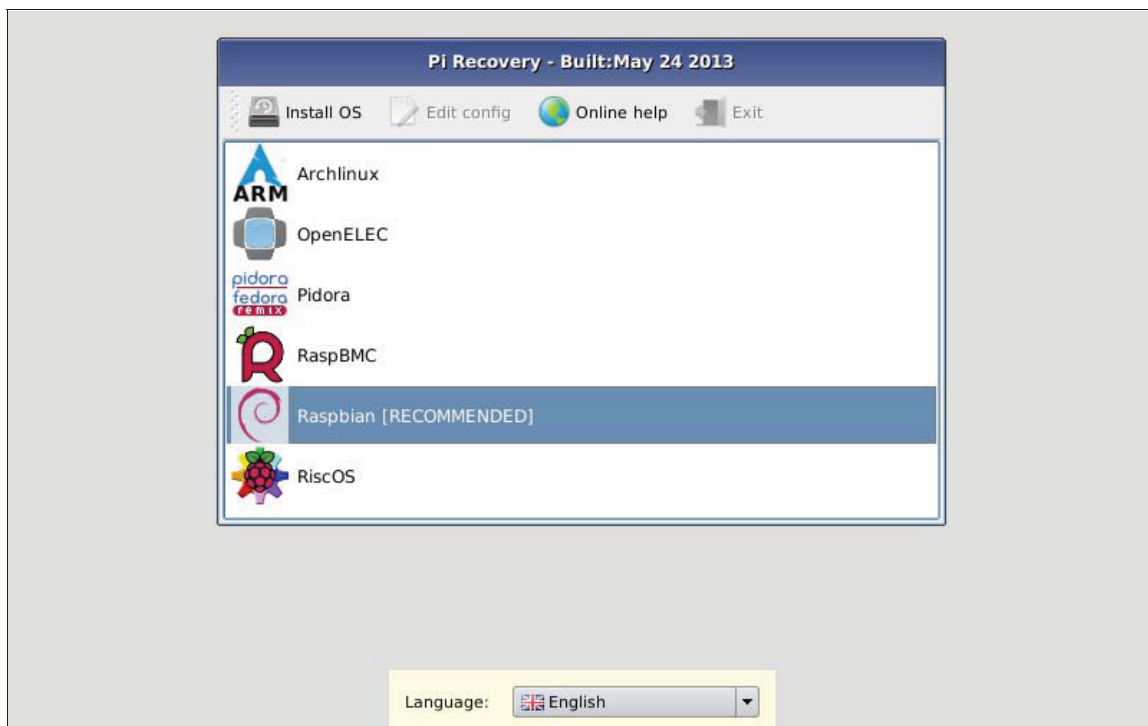 Pi Recovery - Built:May 24 2013
Install OS Edit config Online help Exit
ARM Archlinux
OpenELEC
pidora
fedora Pidora
remix
RaspBMC
Raspbian [RECOMMENDED]
RiscOS
Language: English